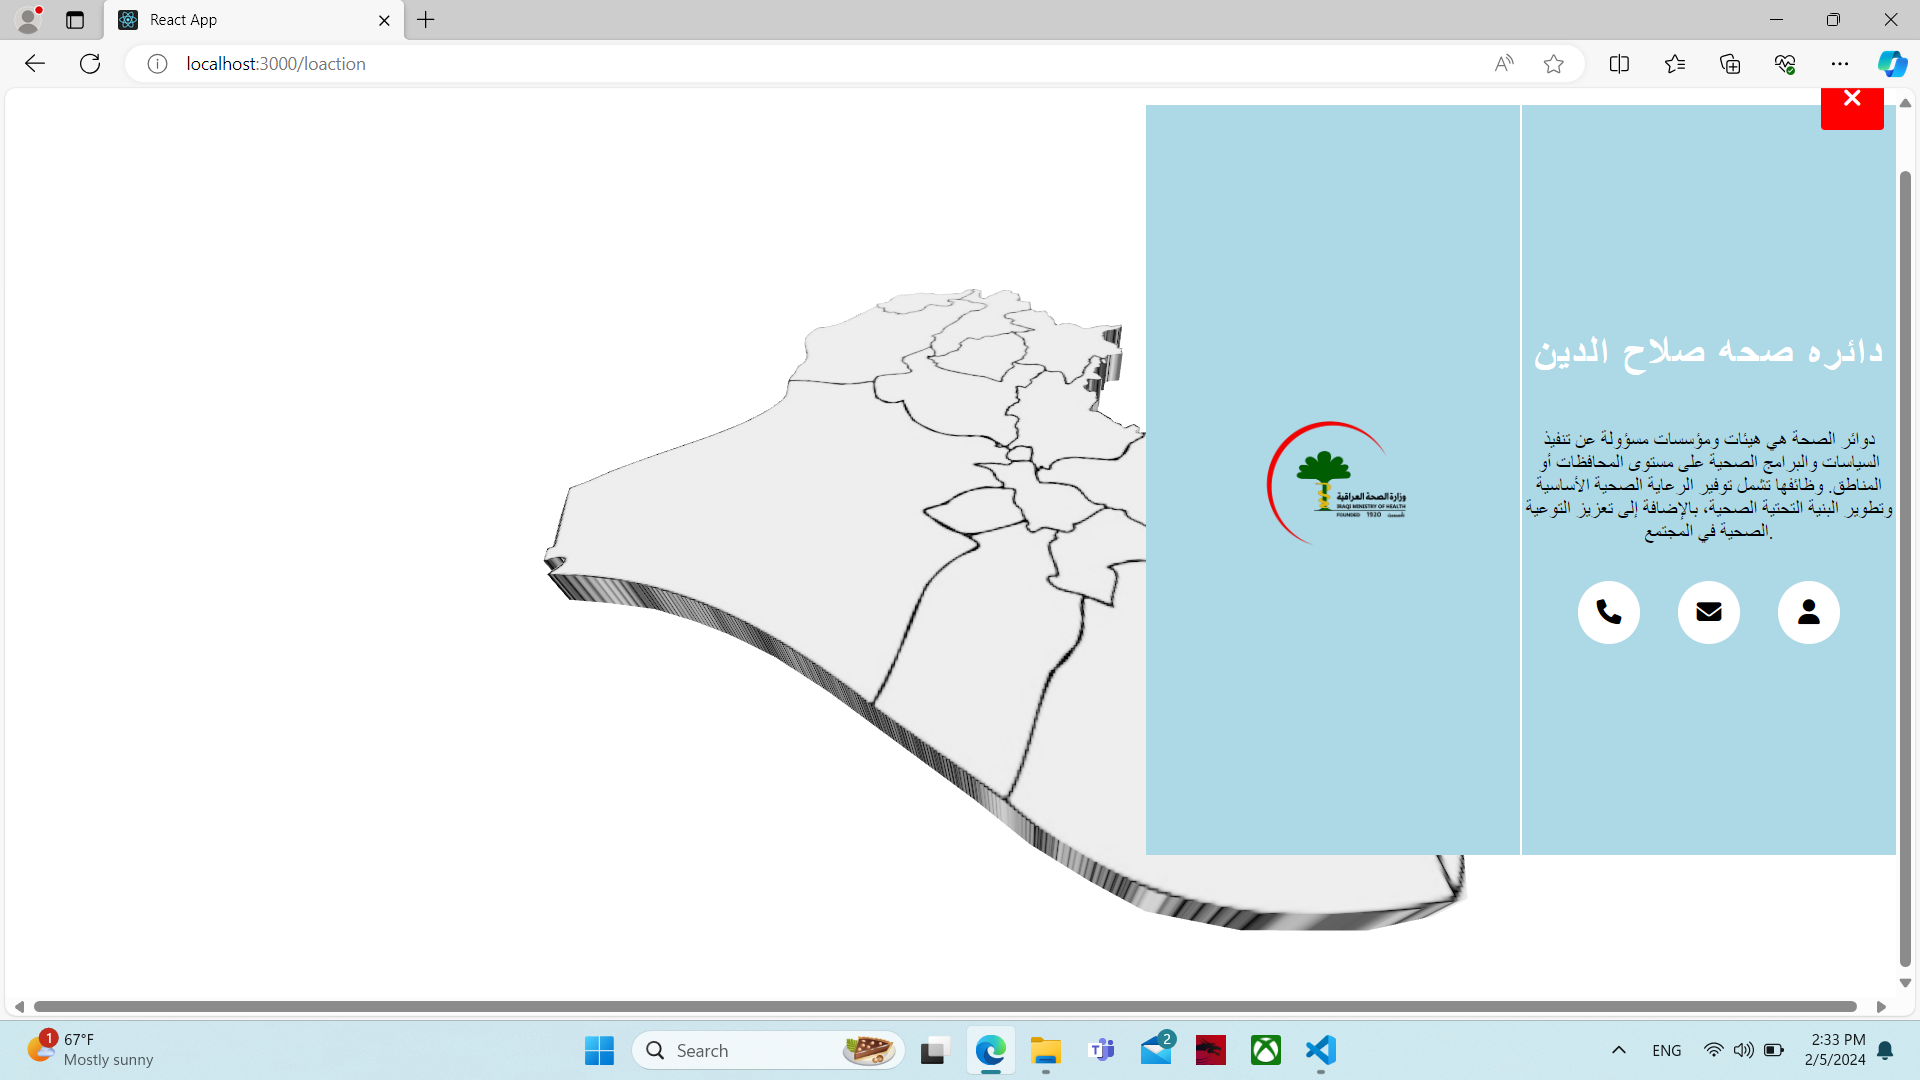 React App
localhost:3000/loaction
دائره صحه صلاح الدين
دوائر الصحة هي هيئات ومؤسسات مسؤولة عن تنفيذ
السياسات والبرامج الصحية على مستوى المحافظات أو
المناطق. وظائفها تشمل توفير الرعاية الصحية الأساسية
وتطوير البنية التحتية الصحية، بالإضافة إلى تعزيز التوعية
.الصحية في المجتمع
وزارة الصحة العراقية
IRAQI MINISTRY OF HEALTH
FOUNDED 1920 تأسست
1
67°F
Mostly sunny
Search
2
ENG
2:33 PM
2/5/2024